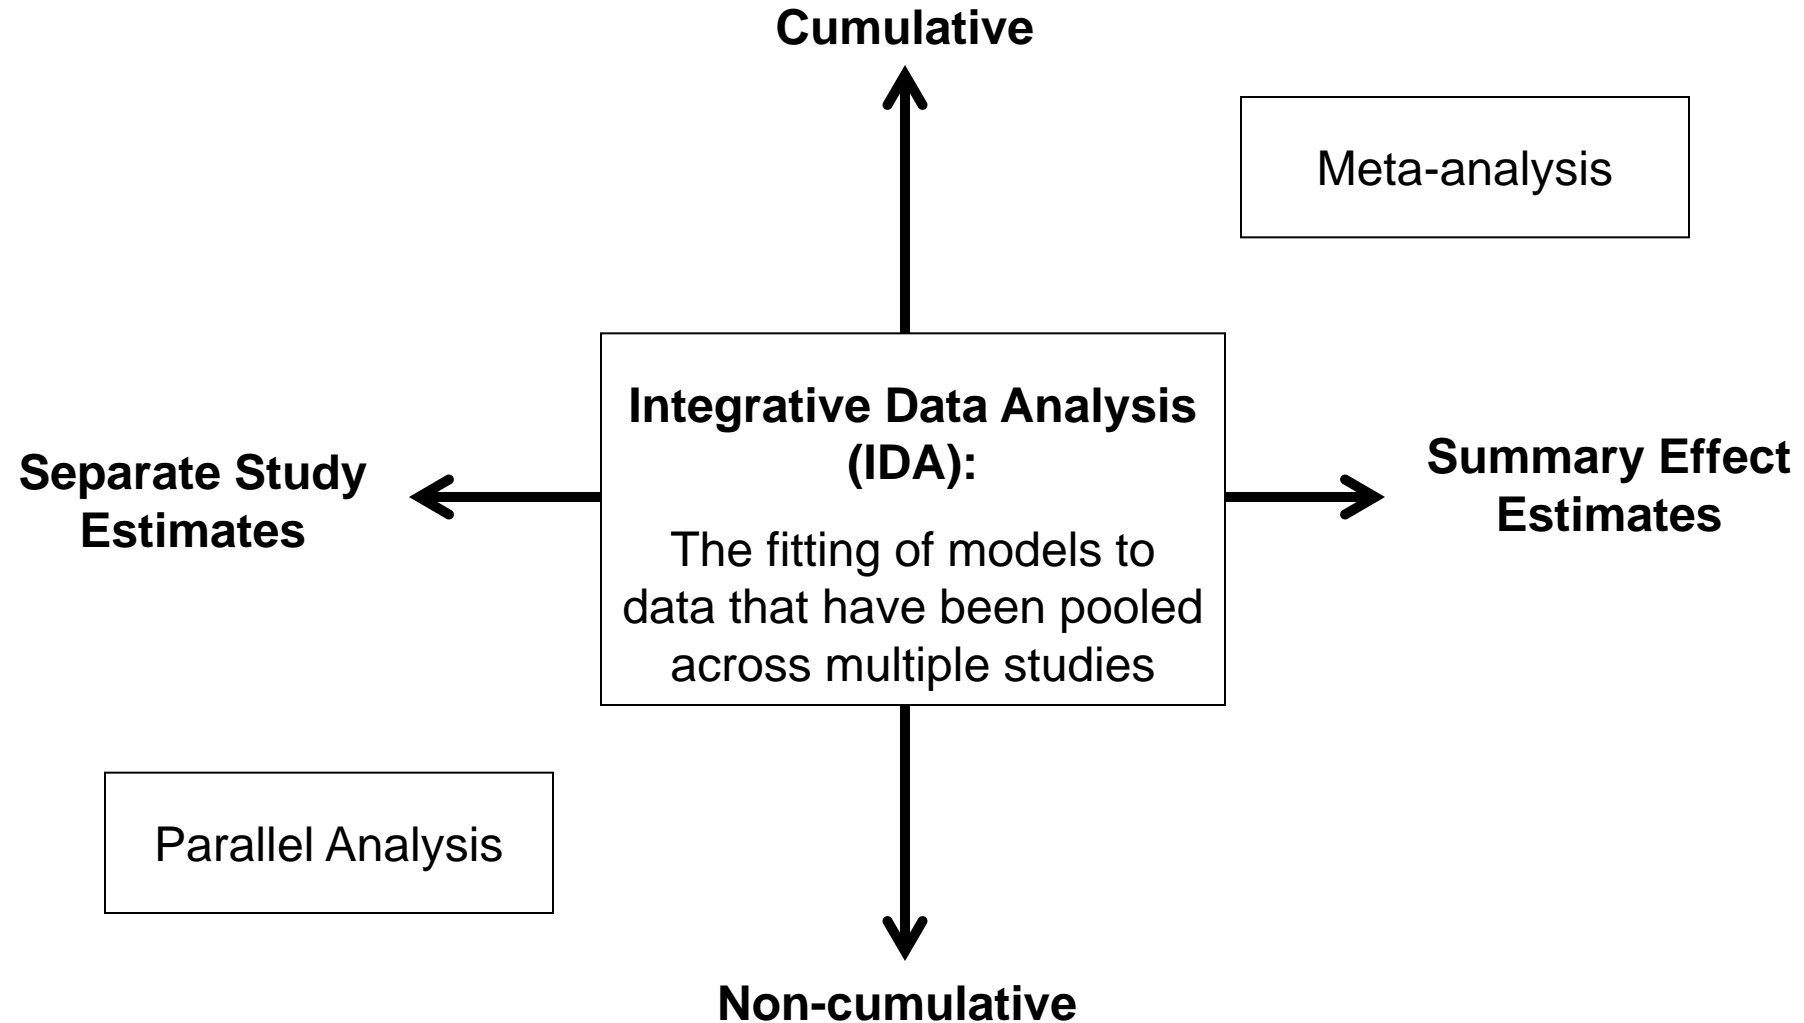 Cumulative
Meta-analysis
Integrative Data Analysis
(IDA):
The fitting of models to
data that have been pooled
across multiple studies
Separate Study
Estimates
Summary Effect
Estimates
Parallel Analysis
Non-cumulative